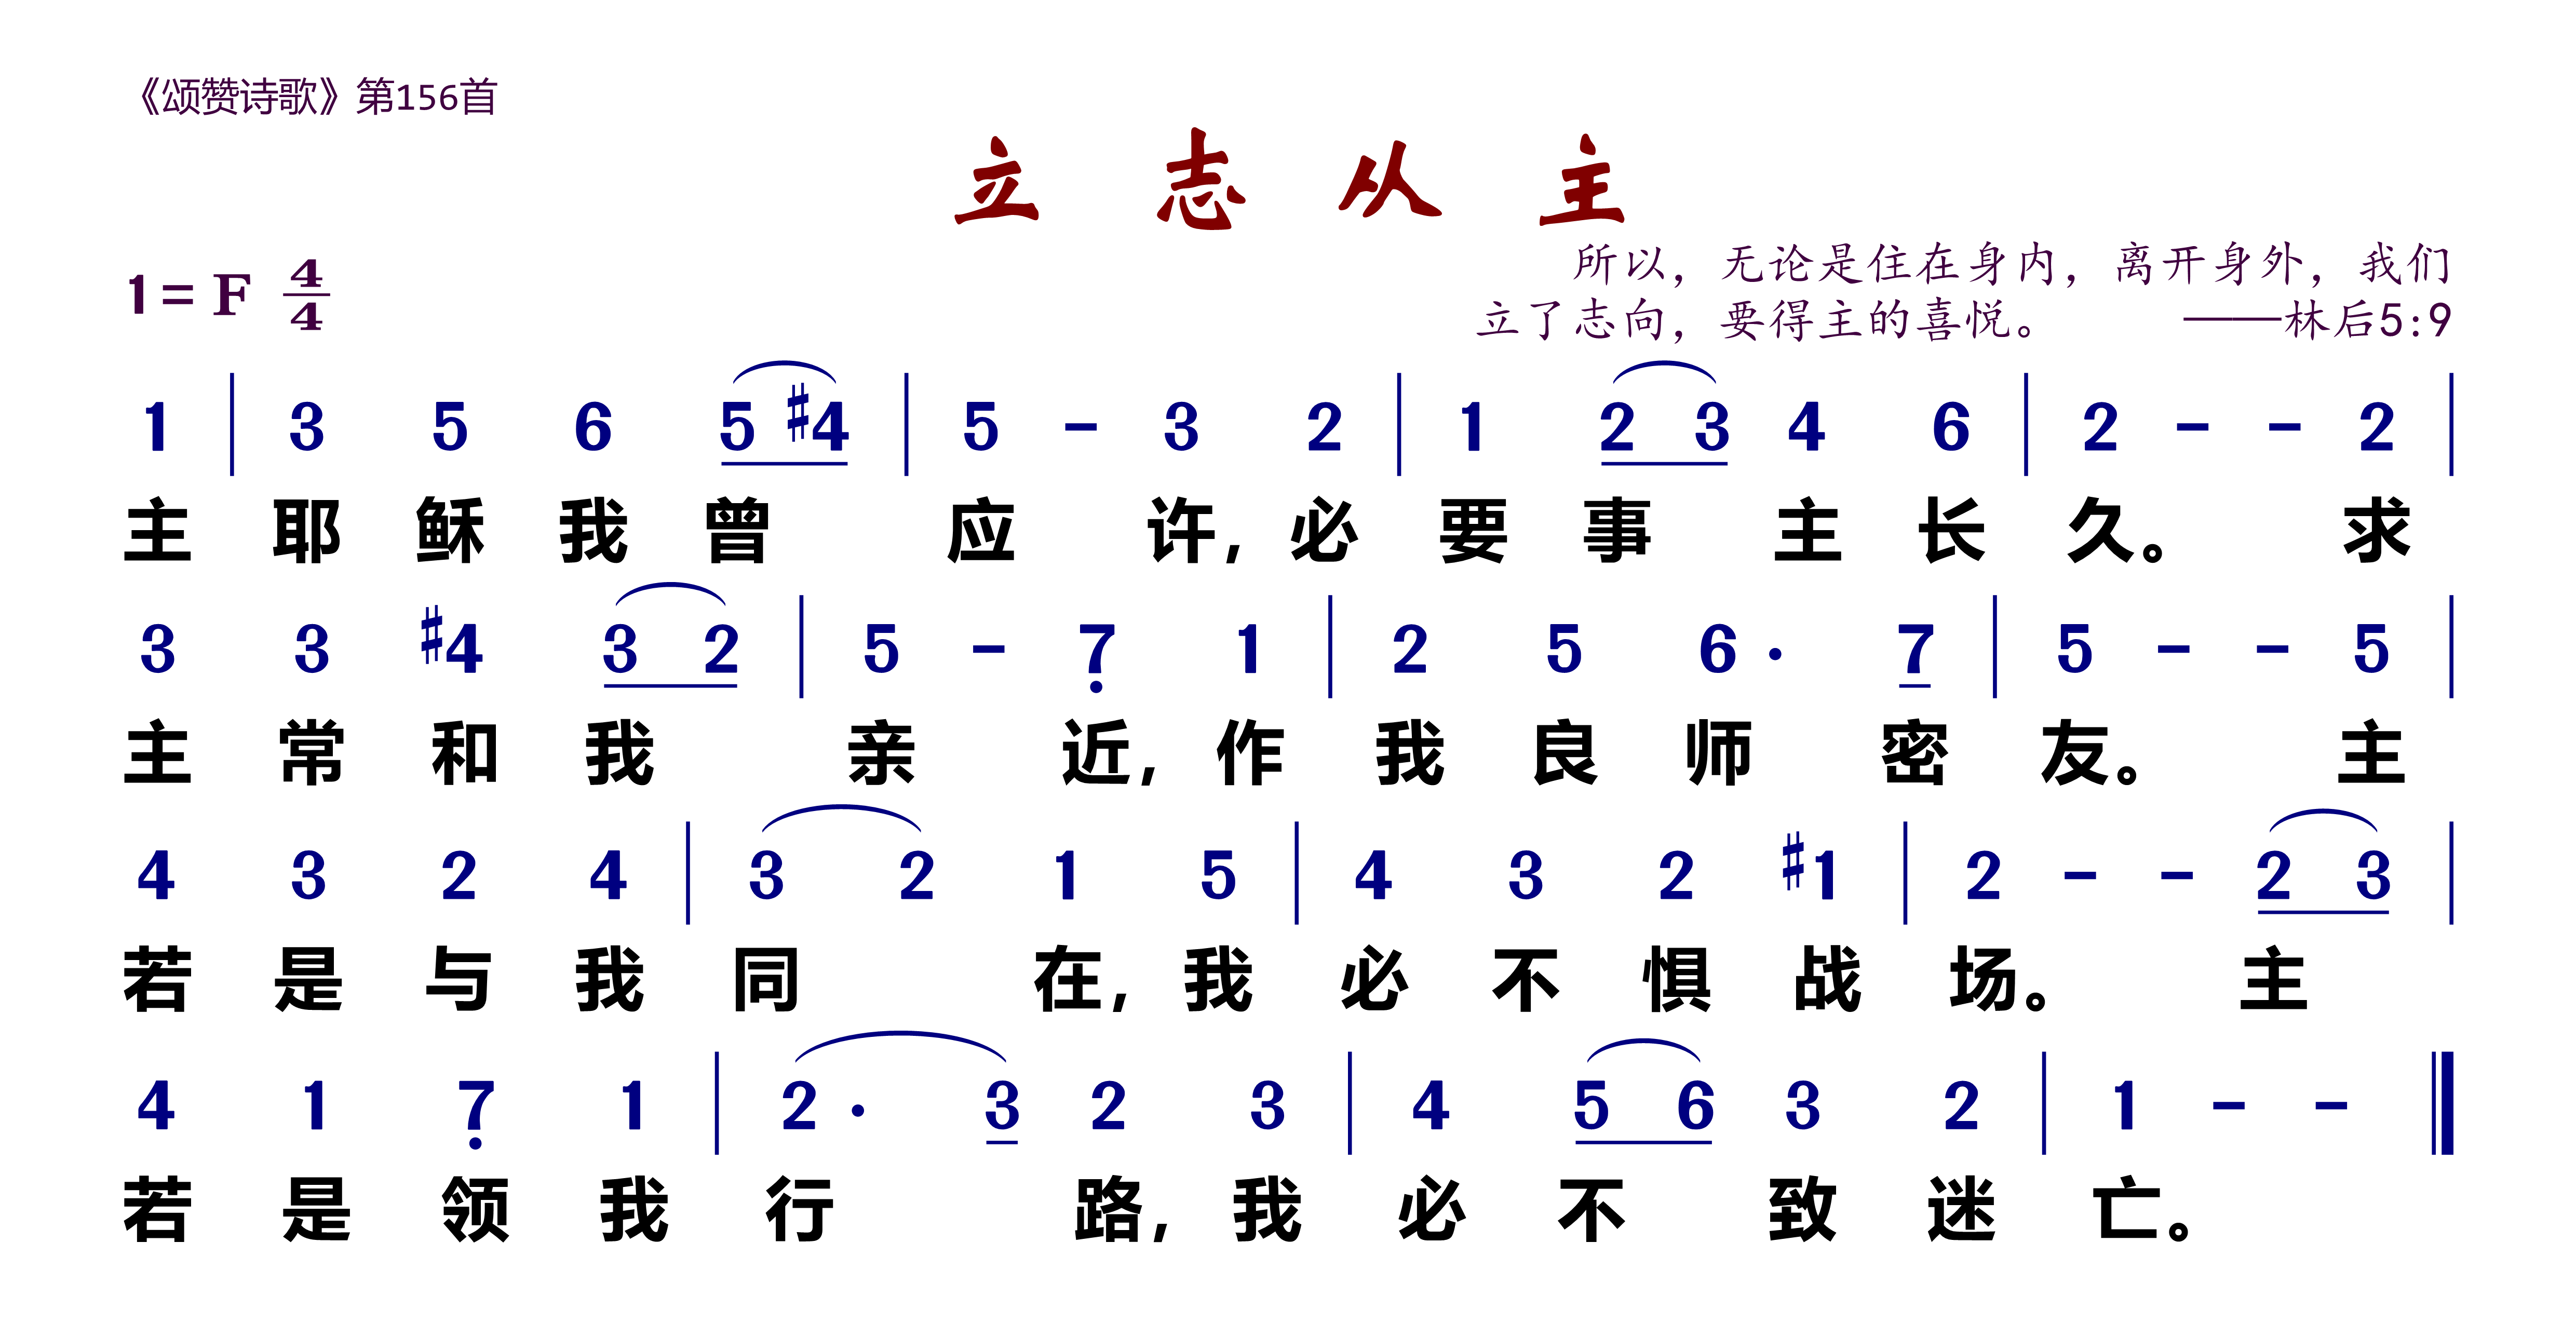 《颂赞诗歌》第156首
立 志 从 主
1 = F 4/4
所以，无论是住在身内，离开身外，我们
立了志向，要得主的喜悦。 ——林后5:9
1 | 3 5 6 5 #4 | 5 - 3 2 | 1 2 3 4 6 | 2 - - 2 |
主 耶 稣 我 曾 应 许, 必 要 事 主 长 久。 求
3 3 #4 3 2 | 5 - 7̣ 1 | 2 5 6 · 7 | 5 - - 5 |
主 常 和 我 亲 近, 作 我 良 师 密 友。 主
4 3 2 4 | 3 2 1 5 | 4 3 2 #1 | 2 - - 2 3 |
若 是 与 我 同 在, 我 必 不 惧 战 场。 主
4 1 7̣ 1 | 2 · 3 2 3 | 4 5 6 3 2 | 1 - - ‖
若 是 领 我 行 路, 我 必 不 致 迷 亡。